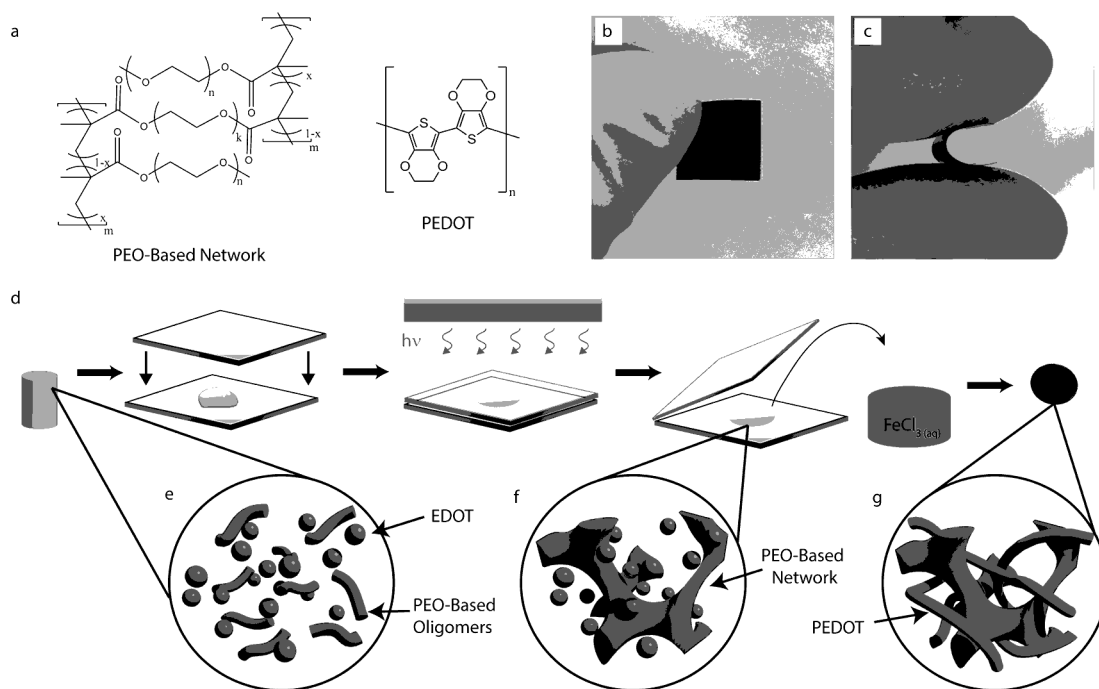 a
b
c
O
O
O
n
x
O
O
O
O
k
O
O
1-x
m
1-x
O
O
O
n
x
m
PEO-Based Network
O
O
S
S
O
O
n
PEDOT
d
hν
FeCl3 (aq)
e
EDOT
PEO-Based
Oligomers
f
PEO-Based
Network
g
PEDOT